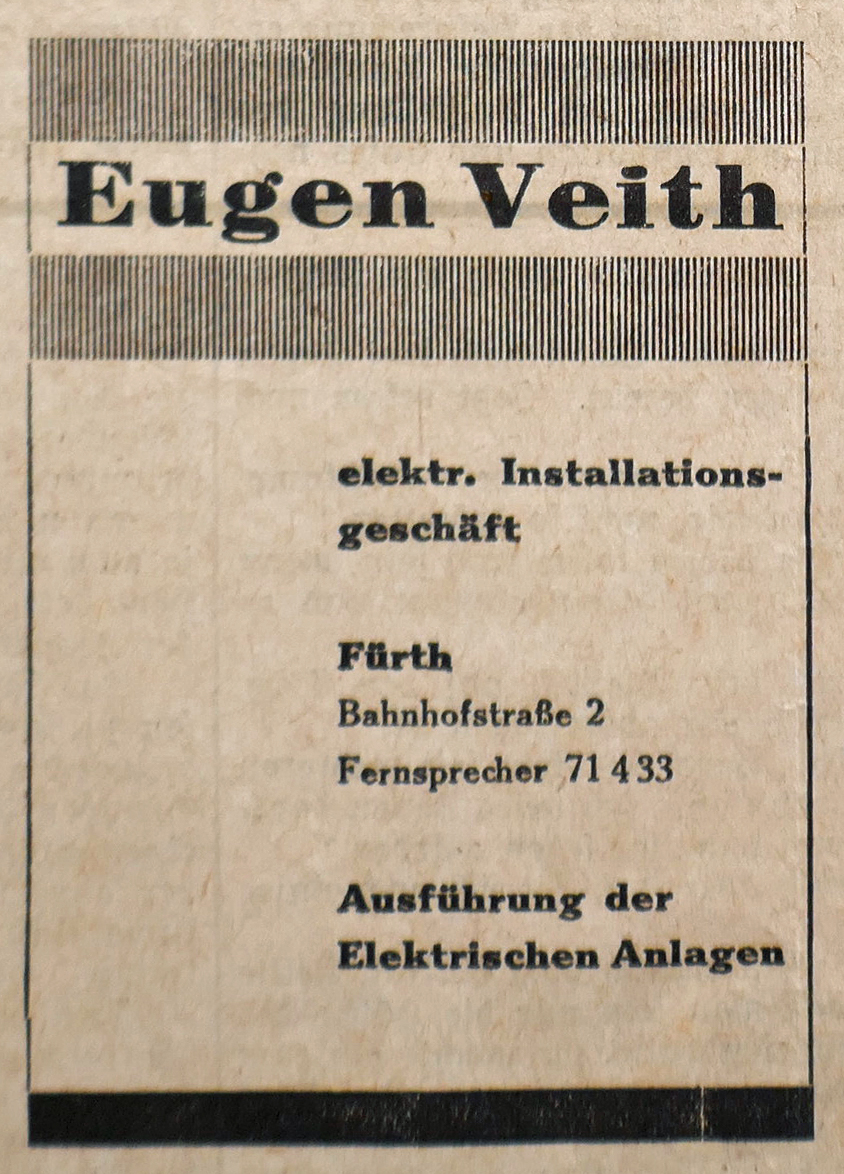 Eugen Veith
elektr. Installations-
geschäft
Fürth
Bahnhofstraße 2
Fernsprecher 71 4 33
Ausführung der
Elektrischen Anlagen